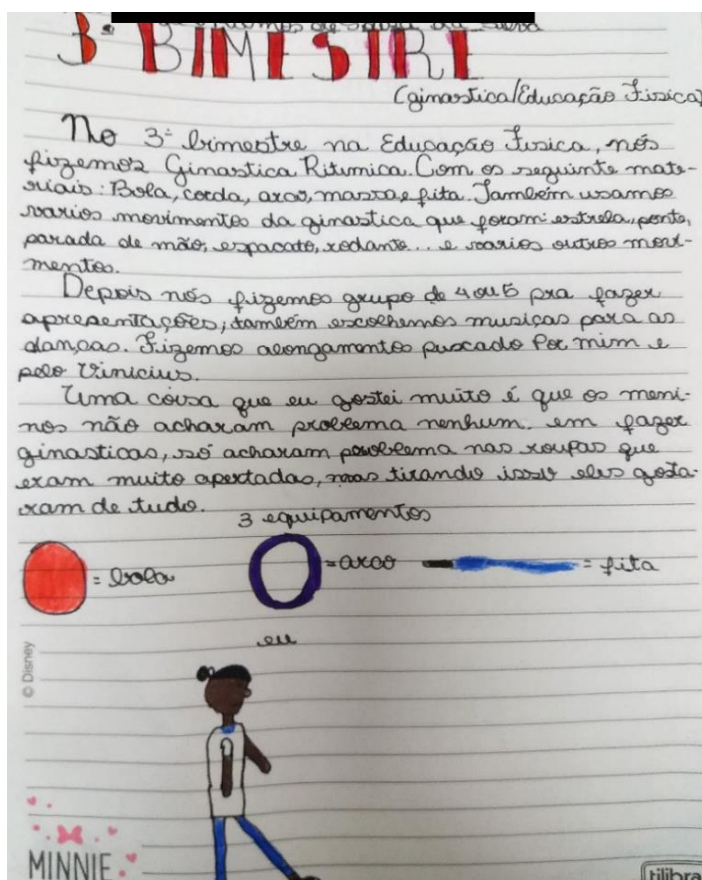 3º BIMESTRE
(ginastica/Educação Fisica)
No 3º bimestre na Educação Fisica, nós
fizemos Ginastica Ritimica. Com os seguinte mate-
riais: Bola, corda, arco, massa e fita. Também usamos
varios movimentos da ginastica que foram: estrela, ponte,
parada de mão, espacato, rodante... e varios outros movi-
mentos.
Depois nós fizemos grupo de 4 ou 5 pra fazer
apresentações, também escolhemos musicas para as
danças. Fizemos alongamentos puscado Por mim e
pelo Vinicius.
Uma coisa que eu gostei muito é que os meni-
nos não acharam problema nenhum. em fazer
ginasticas, só acharam problema nas roupas que
eram muito apertadas, mas tirando isso eles gosta-
ram de tudo.
3 equipamentos
= bola = arco = fita
eu
© Disney
MINNIE
tilibra